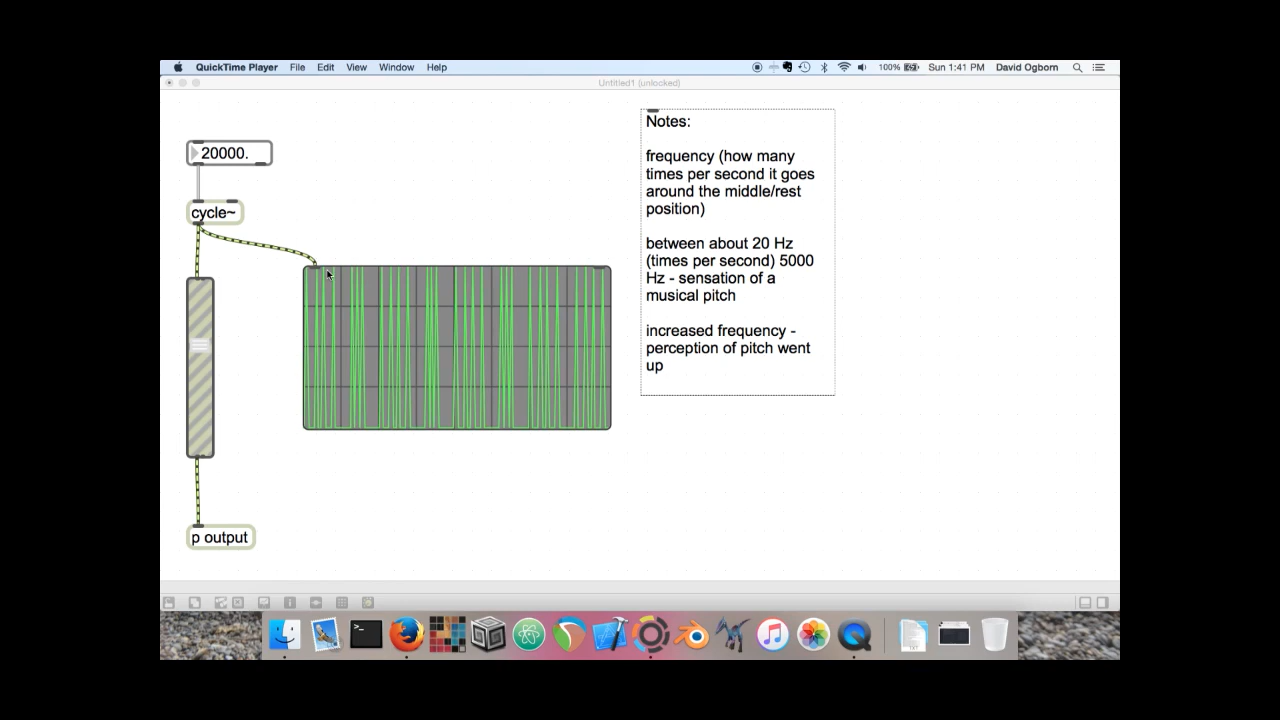 QuickTime Player File Edit View Window Help 100% Sun 1:41 PM David Ogborn
Untitled1 (unlocked)
20000.
cycle~
p output
Notes:
frequency (how many
times per second it goes
around the middle/rest
position)
between about 20 Hz
(times per second) 5000
Hz - sensation of a
musical pitch
increased frequency -
perception of pitch went
up